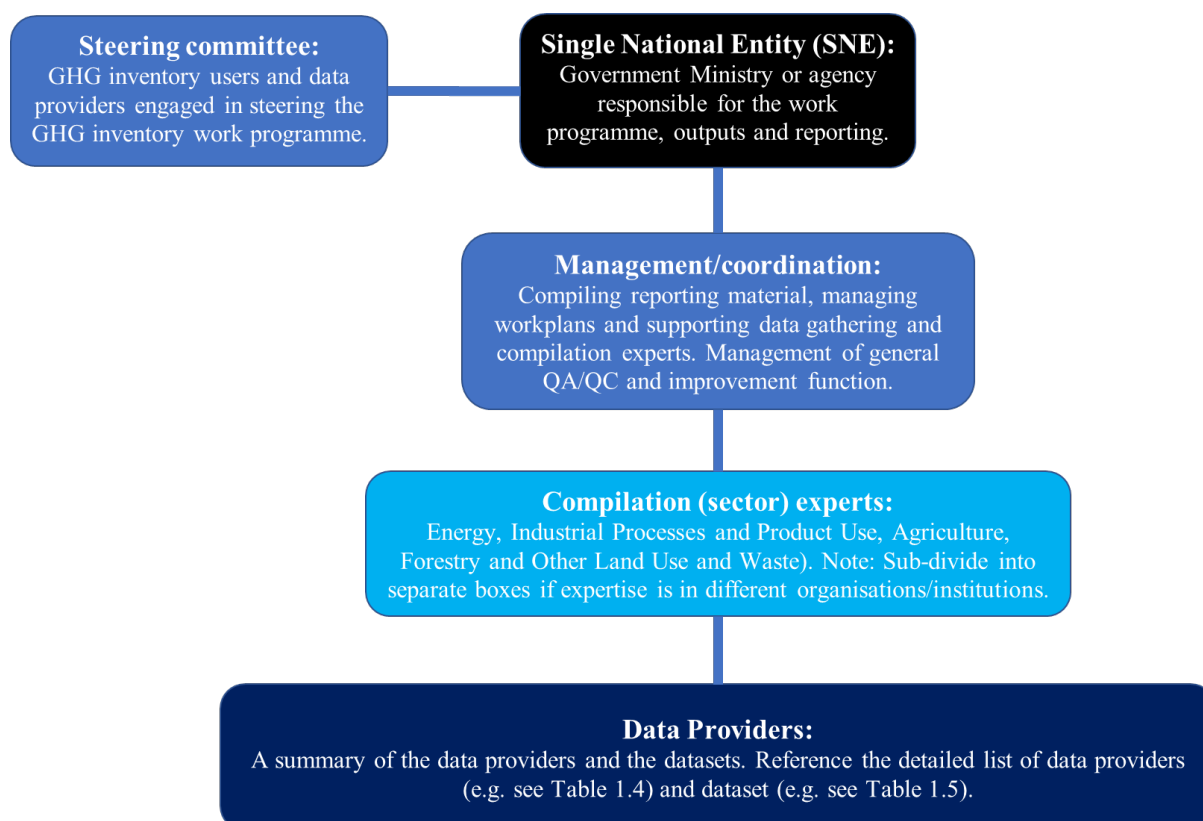 Steering committee:
GHG inventory users and data
providers engaged in steering the
GHG inventory work programme.
Single National Entity (SNE):
Government Ministry or agency
responsible for the work
programme, outputs and reporting.
Management/coordination:
Compiling reporting material, managing
workplans and supporting data gathering and
compilation experts. Management of general
QA/QC and improvement function.
Compilation (sector) experts:
Energy, Industrial Processes and Product Use, Agriculture,
Forestry and Other Land Use and Waste). Note: Sub-divide into
separate boxes if expertise is in different organisations/institutions.
Data Providers:
A summary of the data providers and the datasets. Reference the detailed list of data providers
(e.g. see Table 1.4) and dataset (e.g. see Table 1.5).